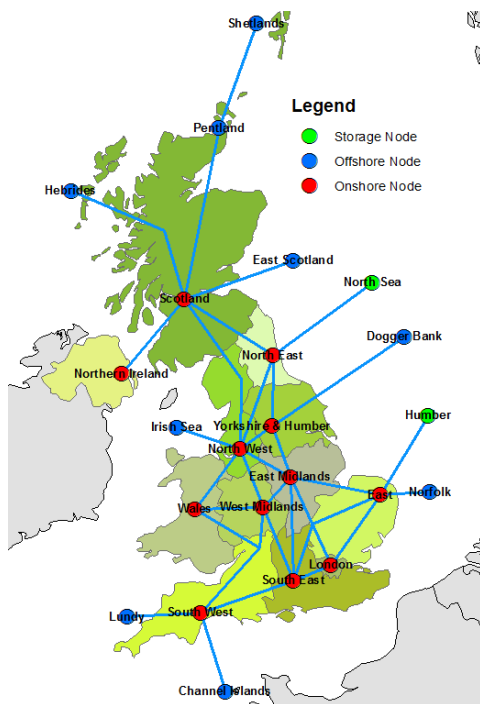 Shetlands
Legend
Storage Node
Pentland
Offshore Node
Onshore Node
Hebrides
East Scotland
North Sea
Scotland
Dogger Bank
North East
Northern Ireland
Humber
Irish Sea
Yorkshire & Humber
North West
East Midlands
East
Norfolk
Wales
West Midlands
London
South East
South West
Lundy
Channel Islands